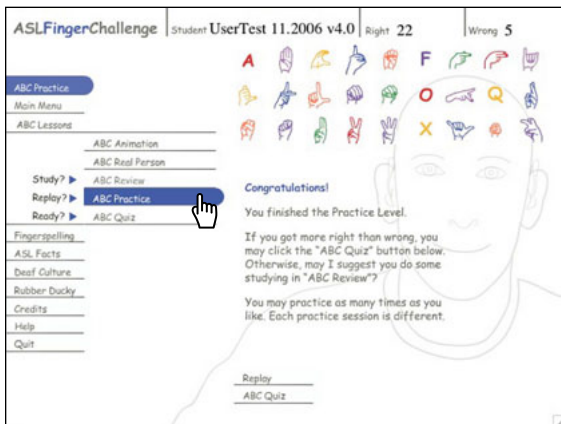 ASLFingerChallenge Student UserTest 11.2006 v4.0 Right 22 Wrong 5
A F
O Q
X
ABC Practice
Main Menu
ABC Lessons
ABC Animation
ABC Real Person
Study? ABC Review
Replay? ABC Practice
Ready? ABC Quiz
Fingerspelling
ASL Facts
Deaf Culture
Rubber Ducky
Credits
Help
Quit
Congratulations!
You finished the Practice Level.
If you got more right than wrong, you
may click the "ABC Quiz" button below.
Otherwise, may I suggest you do some
studying in "ABC Review"?
You may practice as many times as you
like. Each practice session is different.
Replay
ABC Quiz